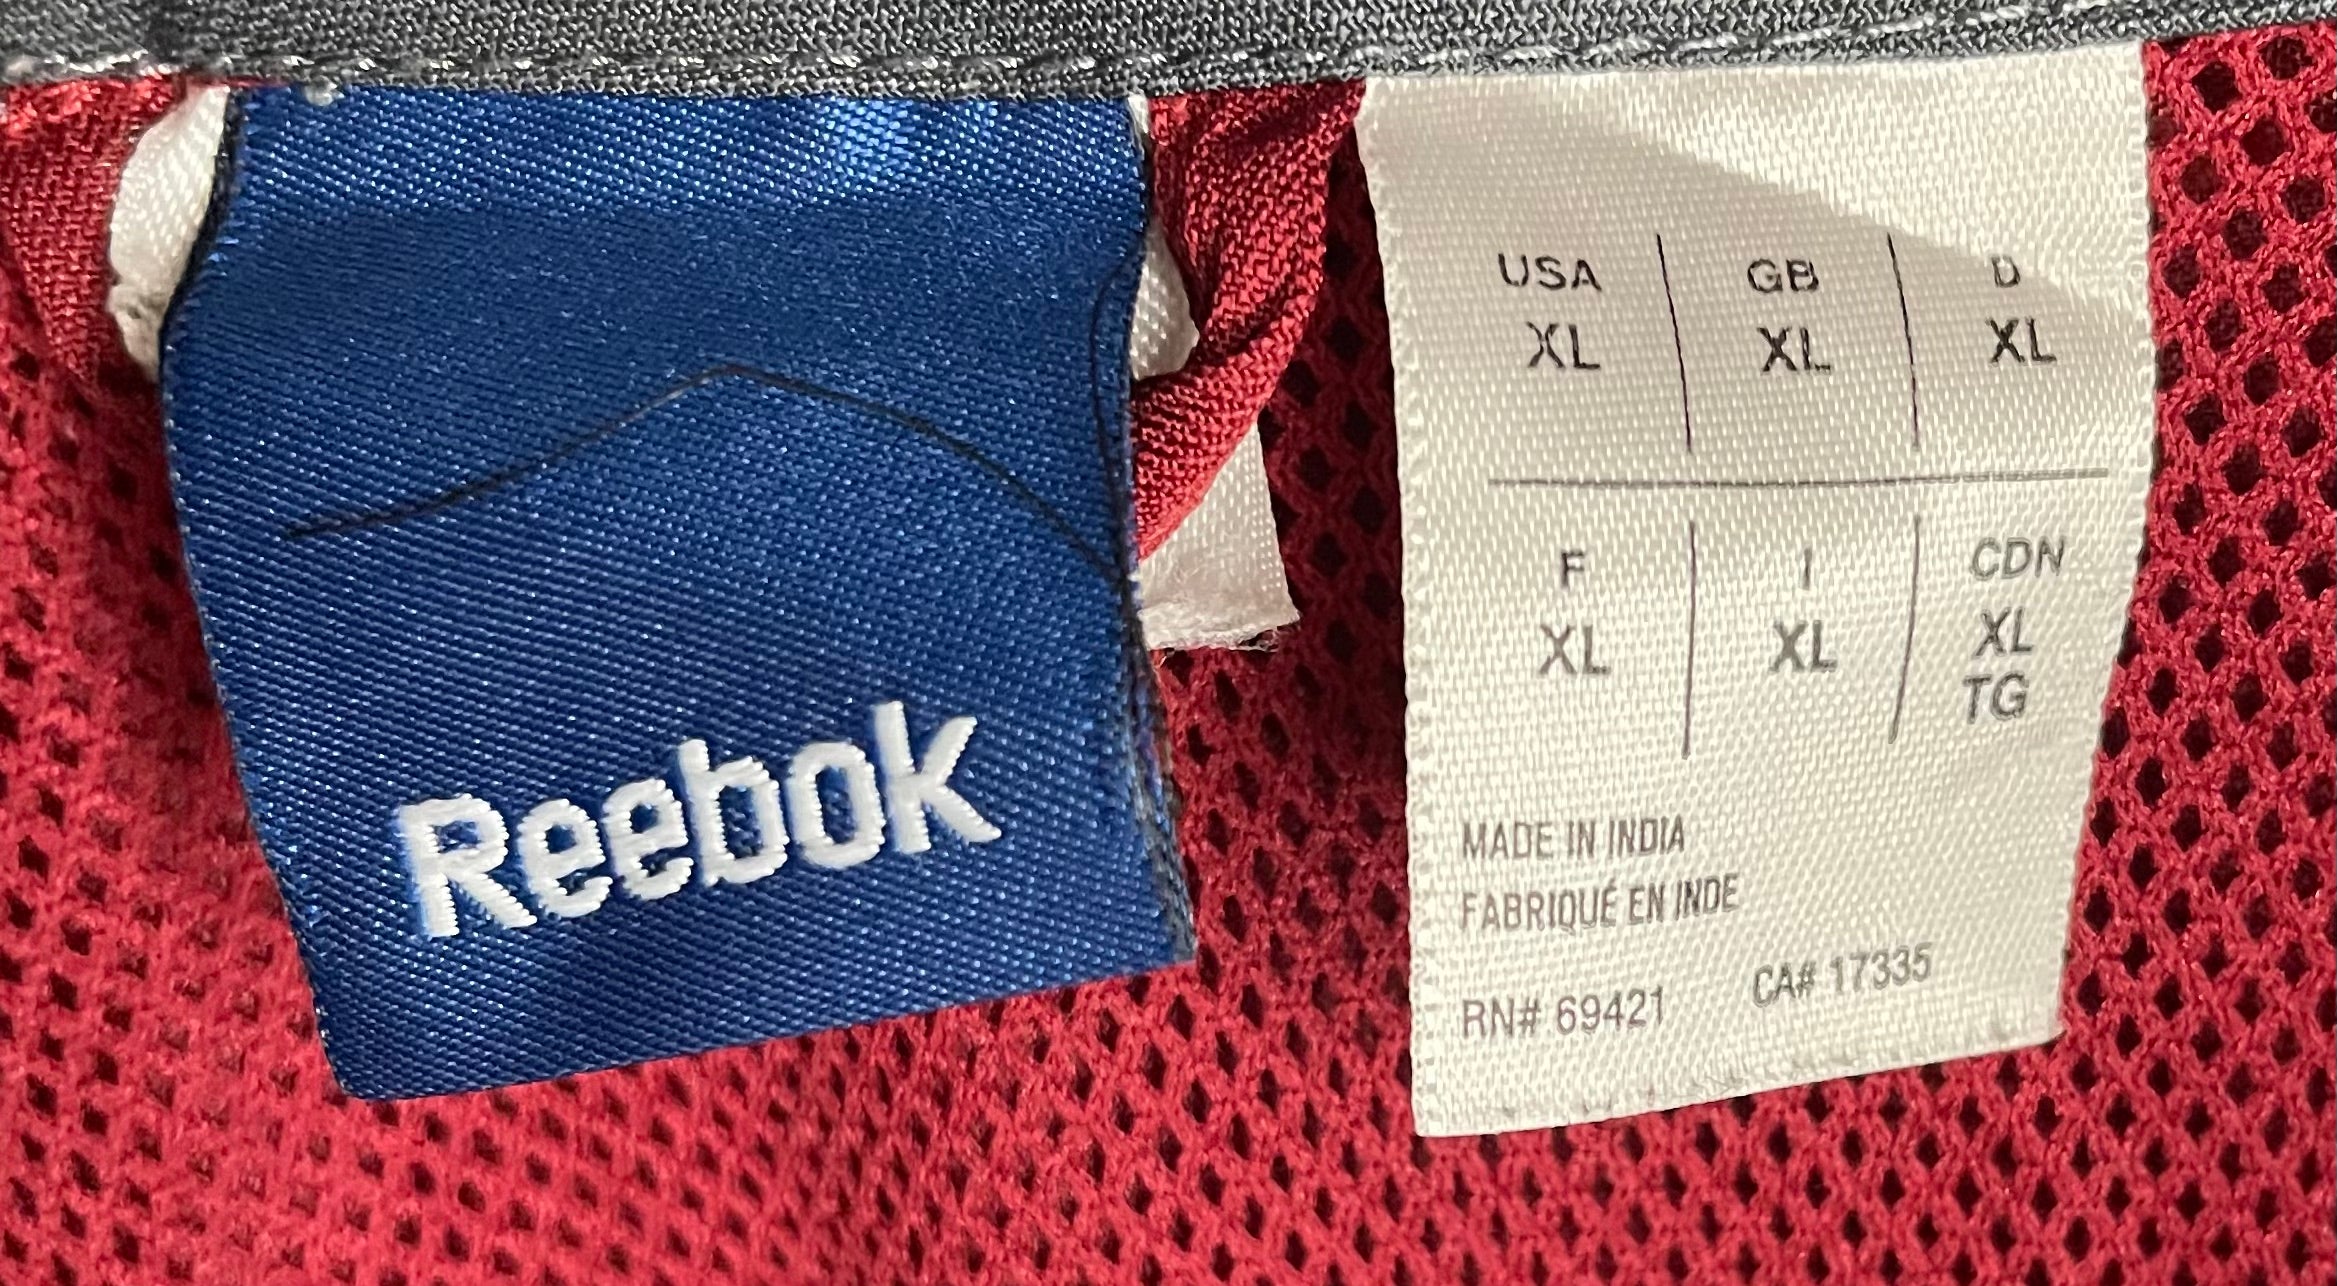 Reebok
USA GB D
XL XL XL
F I CDN
XL XL XL
TG
MADE IN INDIA
FABRIQUÉ EN INDE
RN# 69421 CA# 17335